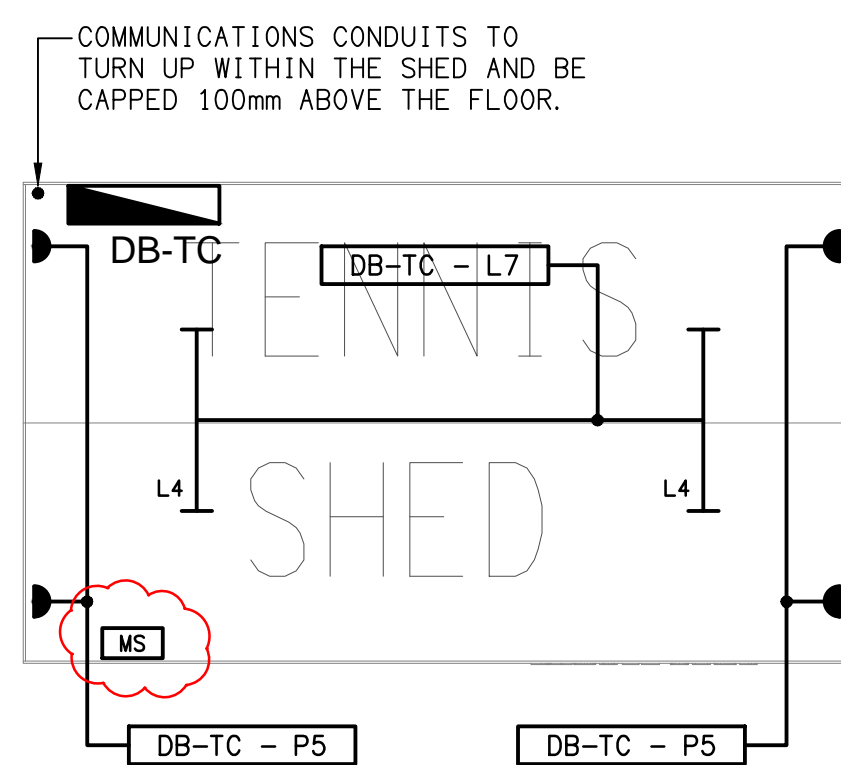 COMMUNICATIONS CONDUITS TO
TURN UP WITHIN THE SHED AND BE
CAPPED 100mm ABOVE THE FLOOR.
DB-TC
DB-TC - L7
TENNIS
L4
L4
SHED
MS
DB-TC - P5
DB-TC - P5